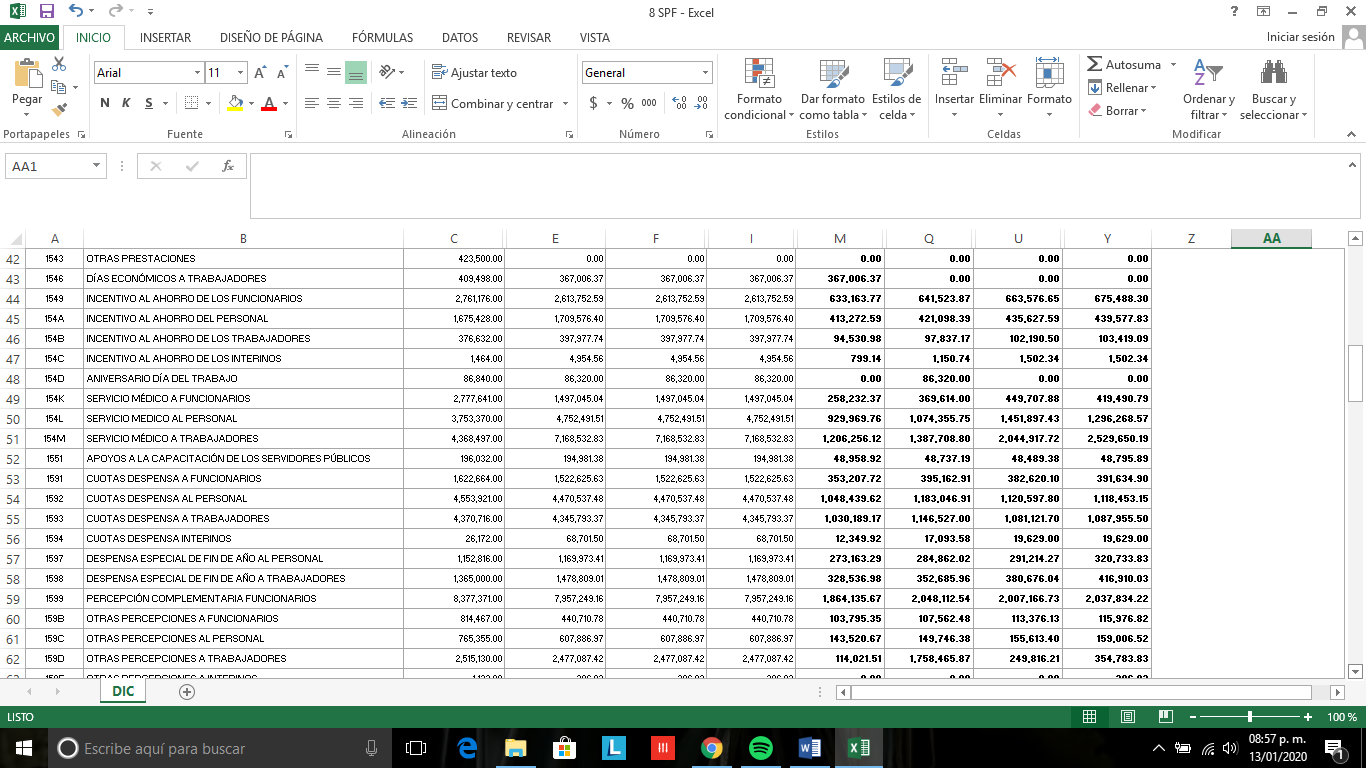 8 SPF - Excel
ARCHIVO INICIO INSERTAR DISEÑO DE PÁGINA FÓRMULAS DATOS REVISAR VISTA Iniciar sesión
Pegar Arial 11 Ajustar texto General Formato condicional Dar formato como tabla Estilos de celda Insertar Eliminar Formato Autosuma Rellenar Borrar Ordenar y filtrar Buscar y seleccionar
N K S Combinar y centrar $ % 000
Portapapeles Fuente Alineación Número Estilos Celdas Modificar
AA1 fx
A B C E F I M Q U Y Z AA
42 1543 OTRAS PRESTACIONES 423,500.00 0.00 0.00 0.00 0.00 0.00 0.00 0.00
43 1546 DÍAS ECONÓMICOS A TRABAJADORES 409,498.00 367,006.37 367,006.37 367,006.37 367,006.37 0.00 0.00 0.00
44 1549 INCENTIVO AL AHORRO DE LOS FUNCIONARIOS 2,761,176.00 2,613,752.59 2,613,752.59 2,613,752.59 633,163.77 641,523.87 663,576.65 675,488.30
45 154A INCENTIVO AL AHORRO DEL PERSONAL 1,675,428.00 1,709,576.40 1,709,576.40 1,709,576.40 413,272.59 421,098.39 435,627.59 439,577.83
46 154B INCENTIVO AL AHORRO DE LOS TRABAJADORES 376,632.00 397,977.74 397,977.74 397,977.74 94,530.98 97,837.17 102,190.50 103,419.09
47 154C INCENTIVO AL AHORRO DE LOS INTERINOS 1,464.00 4,954.56 4,954.56 4,954.56 799.14 1,150.74 1,502.34 1,502.34
48 154D ANIVERSARIO DÍA DEL TRABAJO 86,840.00 86,320.00 86,320.00 86,320.00 0.00 86,320.00 0.00 0.00
49 154K SERVICIO MÉDICO A FUNCIONARIOS 2,777,641.00 1,497,045.04 1,497,045.04 1,497,045.04 258,232.37 369,614.00 449,707.88 419,490.79
50 154L SERVICIO MEDICO AL PERSONAL 3,753,370.00 4,752,491.51 4,752,491.51 4,752,491.51 929,969.76 1,074,355.75 1,451,897.43 1,296,268.57
51 154M SERVICIO MÉDICO A TRABAJADORES 4,368,497.00 7,168,532.83 7,168,532.83 7,168,532.83 1,206,256.12 1,387,708.80 2,044,917.72 2,529,650.19
52 1551 APOYOS A LA CAPACITACIÓN DE LOS SERVIDORES PÚBLICOS 196,032.00 194,981.38 194,981.38 194,981.38 48,958.92 48,737.19 48,489.38 48,795.89
53 1591 CUOTAS DESPENSA A FUNCIONARIOS 1,622,664.00 1,522,625.63 1,522,625.63 1,522,625.63 353,207.72 395,162.91 382,620.10 391,634.90
54 1592 CUOTAS DESPENSA AL PERSONAL 4,553,921.00 4,470,537.48 4,470,537.48 4,470,537.48 1,048,439.62 1,183,046.91 1,120,597.80 1,118,453.15
55 1593 CUOTAS DESPENSA A TRABAJADORES 4,370,716.00 4,345,793.37 4,345,793.37 4,345,793.37 1,030,189.17 1,146,527.00 1,081,121.70 1,087,955.50
56 1594 CUOTAS DESPENSA INTERINOS 26,172.00 68,701.50 68,701.50 68,701.50 12,349.92 17,093.58 19,629.00 19,629.00
57 1597 DESPENSA ESPECIAL DE FIN DE AÑO AL PERSONAL 1,152,816.00 1,169,973.41 1,169,973.41 1,169,973.41 273,163.29 284,862.02 291,214.27 320,733.83
58 1598 DESPENSA ESPECIAL DE FIN DE AÑO A TRABAJADORES 1,365,000.00 1,478,809.01 1,478,809.01 1,478,809.01 328,536.98 352,685.96 380,676.04 416,910.03
59 1599 PERCEPCIÓN COMPLEMENTARIA FUNCIONARIOS 8,377,371.00 7,957,249.16 7,957,249.16 7,957,249.16 1,864,135.67 2,048,112.54 2,007,166.73 2,037,834.22
60 159B OTRAS PERCEPCIONES A FUNCIONARIOS 814,467.00 440,710.78 440,710.78 440,710.78 103,795.35 107,562.48 113,376.13 115,976.82
61 159C OTRAS PERCEPCIONES AL PERSONAL 765,355.00 607,886.97 607,886.97 607,886.97 143,520.67 149,746.38 155,613.40 159,006.52
62 159D OTRAS PERCEPCIONES A TRABAJADORES 2,515,130.00 2,477,087.42 2,477,087.42 2,477,087.42 114,021.51 1,758,465.87 249,816.21 354,783.83
DIC
LISTO 100 %
Escribe aquí para buscar 08:57 p. m.
13/01/2020